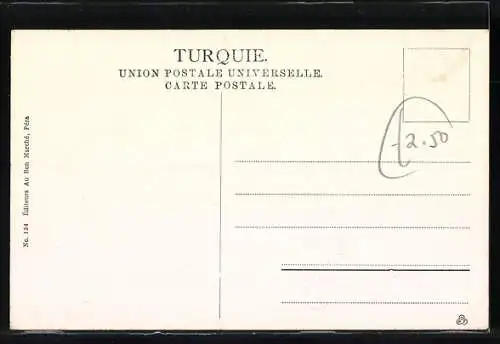 TURQUIE.
UNION POSTALE UNIVERSELLE.
CARTE POSTALE.
-2.50
No. 124 Éditeurs Au Bon Marché, Péra